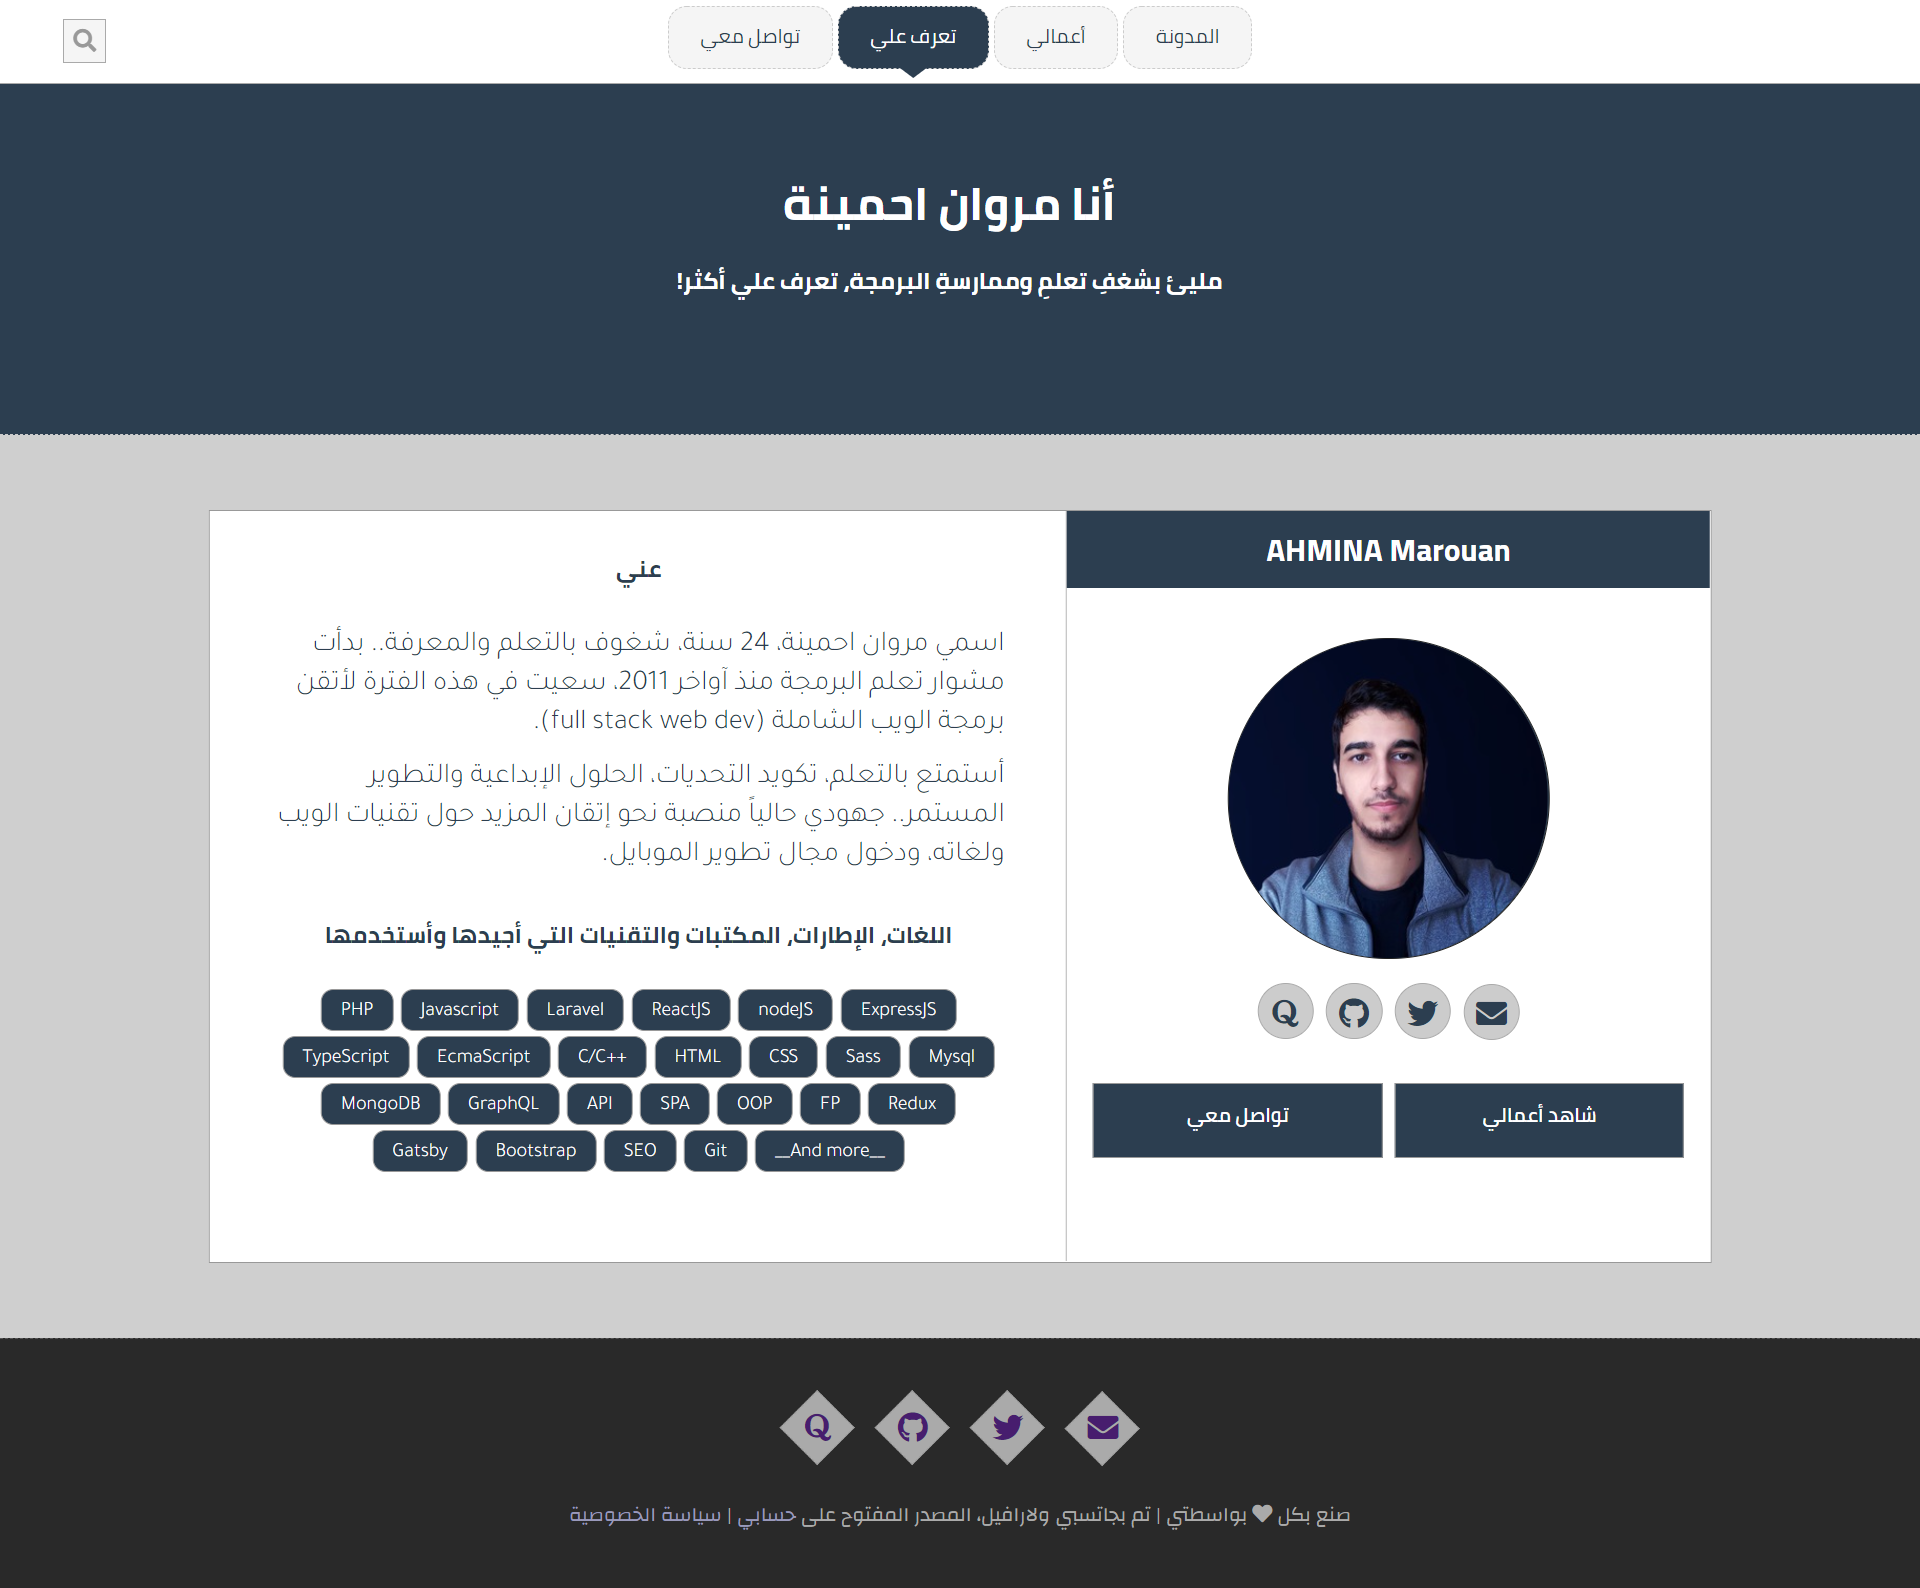 المدونة
أعمالي
تعرف علي
تواصل معي
أنا مروان احمينة
مليئ بشغفِ تعلمِ وممارسةِ البرمجة، تعرف علي أكثر!
AHMINA Marouan
شاهد أعمالي
تواصل معي
عني
اسمي مروان احمينة، 24 سنة، شغوف بالتعلم والمعرفة.. بدأت
مشوار تعلم البرمجة منذ آواخر 2011، سعيت في هذه الفترة لأتقن
برمجة الويب الشاملة (full stack web dev).
أستمتع بالتعلم، تكويد التحديات، الحلول الإبداعية والتطوير
المستمر.. جهودي حالياً منصبة نحو إتقان المزيد حول تقنيات الويب
ولغاته، ودخول مجال تطوير الموبايل.
اللغات، الإطارات، المكتبات والتقنيات التي أجيدها وأستخدمها
PHP Javascript Laravel ReactJS nodeJS ExpressJS
TypeScript EcmaScript C/C++ HTML CSS Sass Mysql
MongoDB GraphQL API SPA OOP FP Redux
Gatsby Bootstrap SEO Git __And more__
صنع بكل بواسطتي | تم بجاتسبي ولارافيل، المصدر المفتوح على حسابي | سياسة الخصوصية